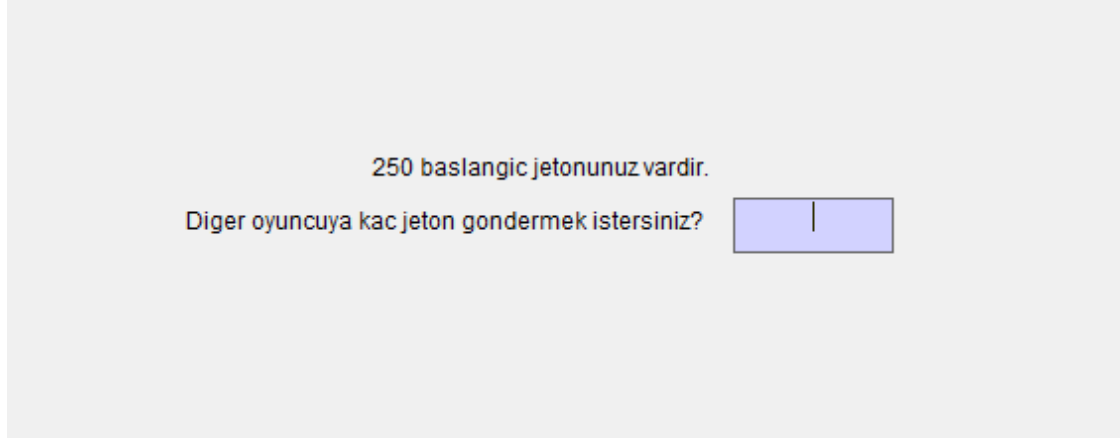 250 baslangic jetonunuz vardir.
Diger oyuncuya kac jeton gondermek istersiniz?